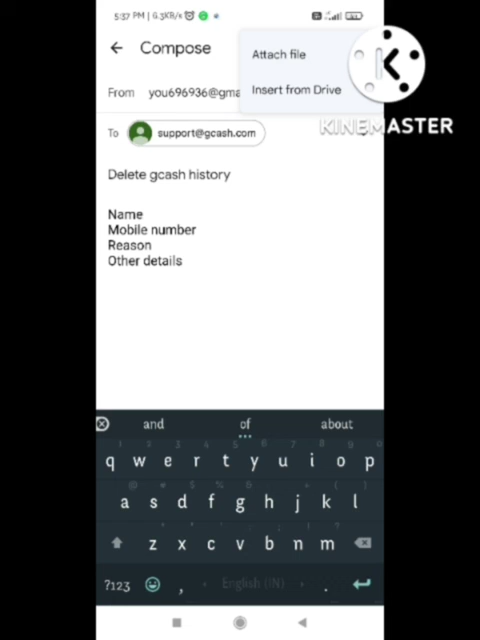 5:37 PM | 6.3KB/s
Compose
Attach file
Insert from Drive
From you696936@gma
KINEMASTER
To support@gcash.com
Delete gcash history
Name
Mobile number
Reason
Other details
and of about
q w e r t y u i o p
a s d f g h j k l
z x c v b n m
?123 , English (IN) .